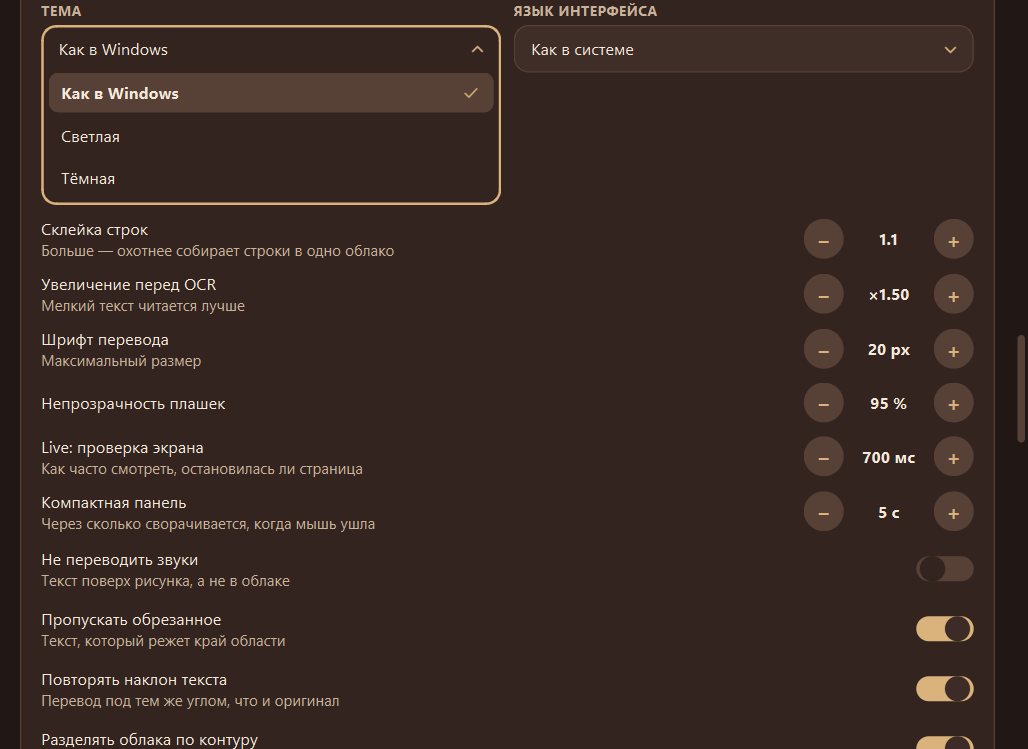 ТЕМА
ЯЗЫК ИНТЕРФЕЙСА
Как в Windows
Как в системе
Как в Windows
Светлая
Тёмная
Склейка строк
Больше — охотнее собирает строки в одно облако
− 1.1 +
Увеличение перед OCR
Мелкий текст читается лучше
− ×1.50 +
Шрифт перевода
Максимальный размер
− 20 px +
Непрозрачность плашек
− 95 % +
Live: проверка экрана
Как часто смотреть, остановилась ли страница
− 700 мс +
Компактная панель
Через сколько сворачивается, когда мышь ушла
− 5 с +
Не переводить звуки
Текст поверх рисунка, а не в облаке
Пропускать обрезанное
Текст, который режет край области
Повторять наклон текста
Перевод под тем же углом, что и оригинал
Разделять облака по контуру